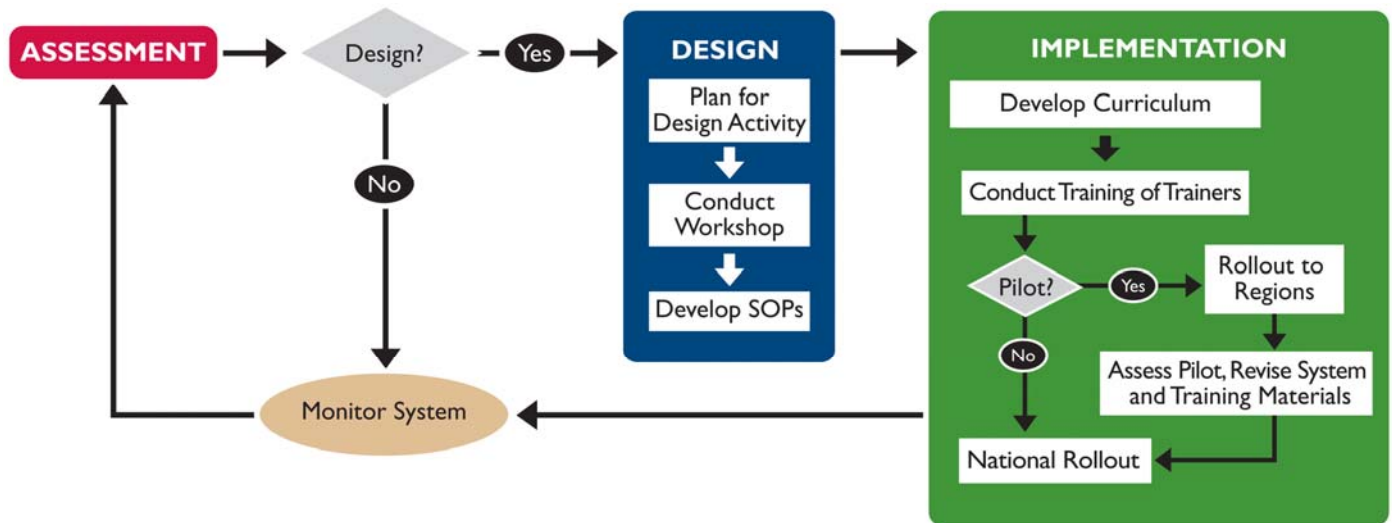 ASSESSMENT
Design?
Yes
No
Monitor System
DESIGN
Plan for
Design Activity
Conduct
Workshop
Develop SOPs
IMPLEMENTATION
Develop Curriculum
Conduct Training of Trainers
Pilot?
Yes
Rollout to
Regions
No
Assess Pilot, Revise System
and Training Materials
National Rollout